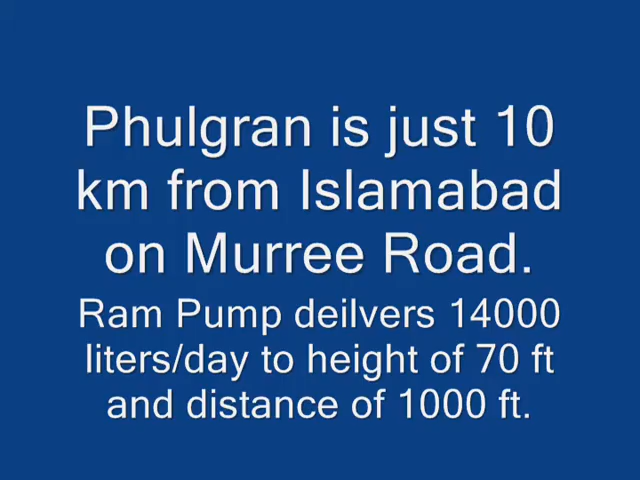 Phulgran is just 10
km from Islamabad
on Murree Road.
Ram Pump deilvers 14000
liters/day to height of 70 ft
and distance of 1000 ft.